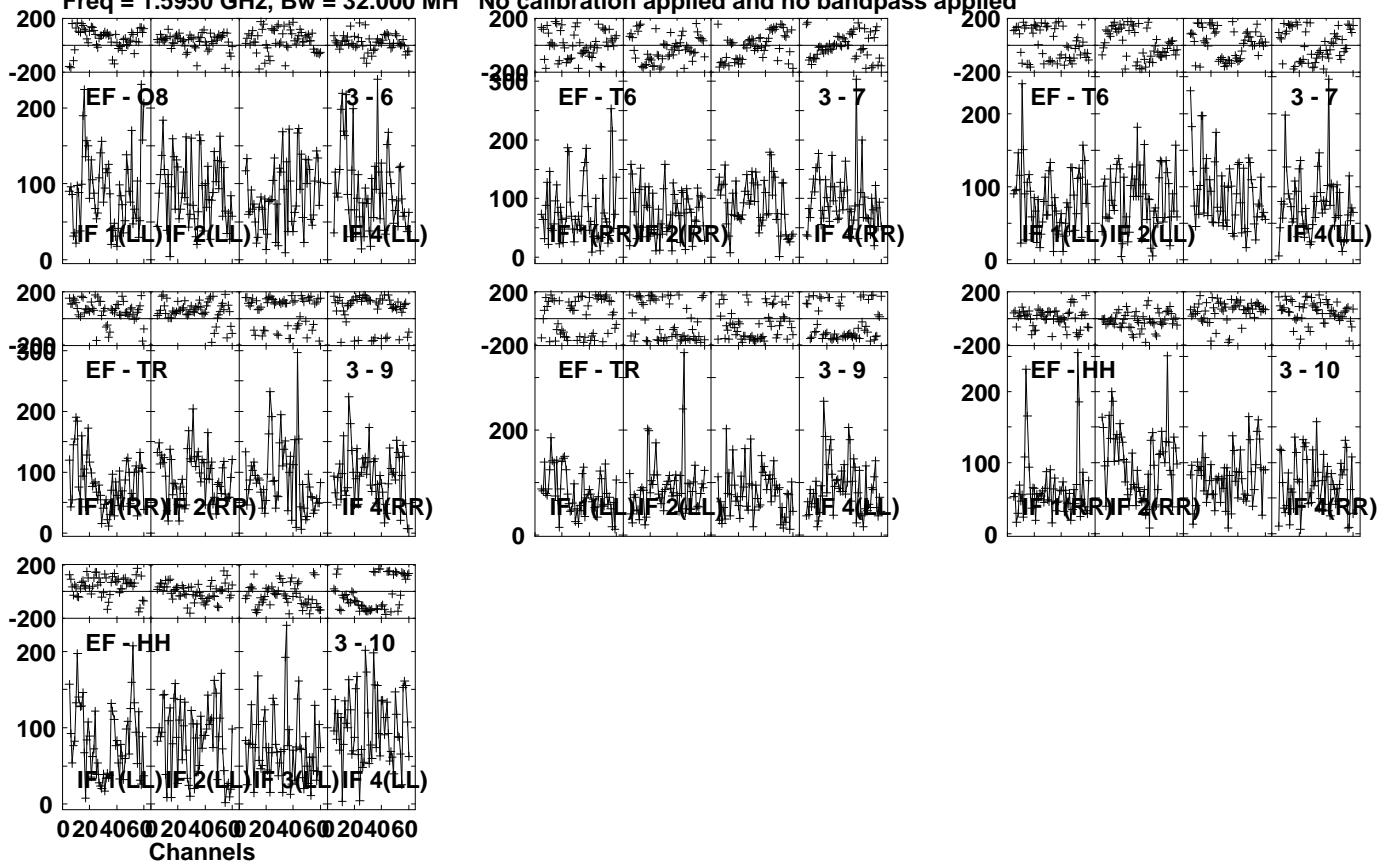 Freq = 1.5950 GHz, Bw = 32.000 MH No calibration applied and no bandpass applied
200
-200
200
100
0
EF - O8
3 - 6
IF 1(LL)
IF 2(LL)
IF 4(LL)
200
-200
300
200
100
0
EF - T6
3 - 7
IF 1(RR)
IF 2(RR)
IF 4(RR)
200
-200
200
100
0
EF - T6
3 - 7
IF 1(LL)
IF 2(LL)
IF 4(LL)
200
-200
300
200
100
0
EF - TR
3 - 9
IF 1(RR)
IF 2(RR)
IF 4(RR)
200
-200
200
0
EF - TR
3 - 9
IF 1(LL)
IF 2(LL)
IF 4(LL)
200
-200
200
100
0
EF - HH
3 - 10
IF 1(RR)
IF 2(RR)
IF 4(RR)
200
-200
200
100
0
EF - HH
3 - 10
IF 1(LL)
IF 2(LL)
IF 3(LL)
IF 4(LL)
0 20 40 60 0 20 40 60 0 20 40 60 0 20 40 60
Channels